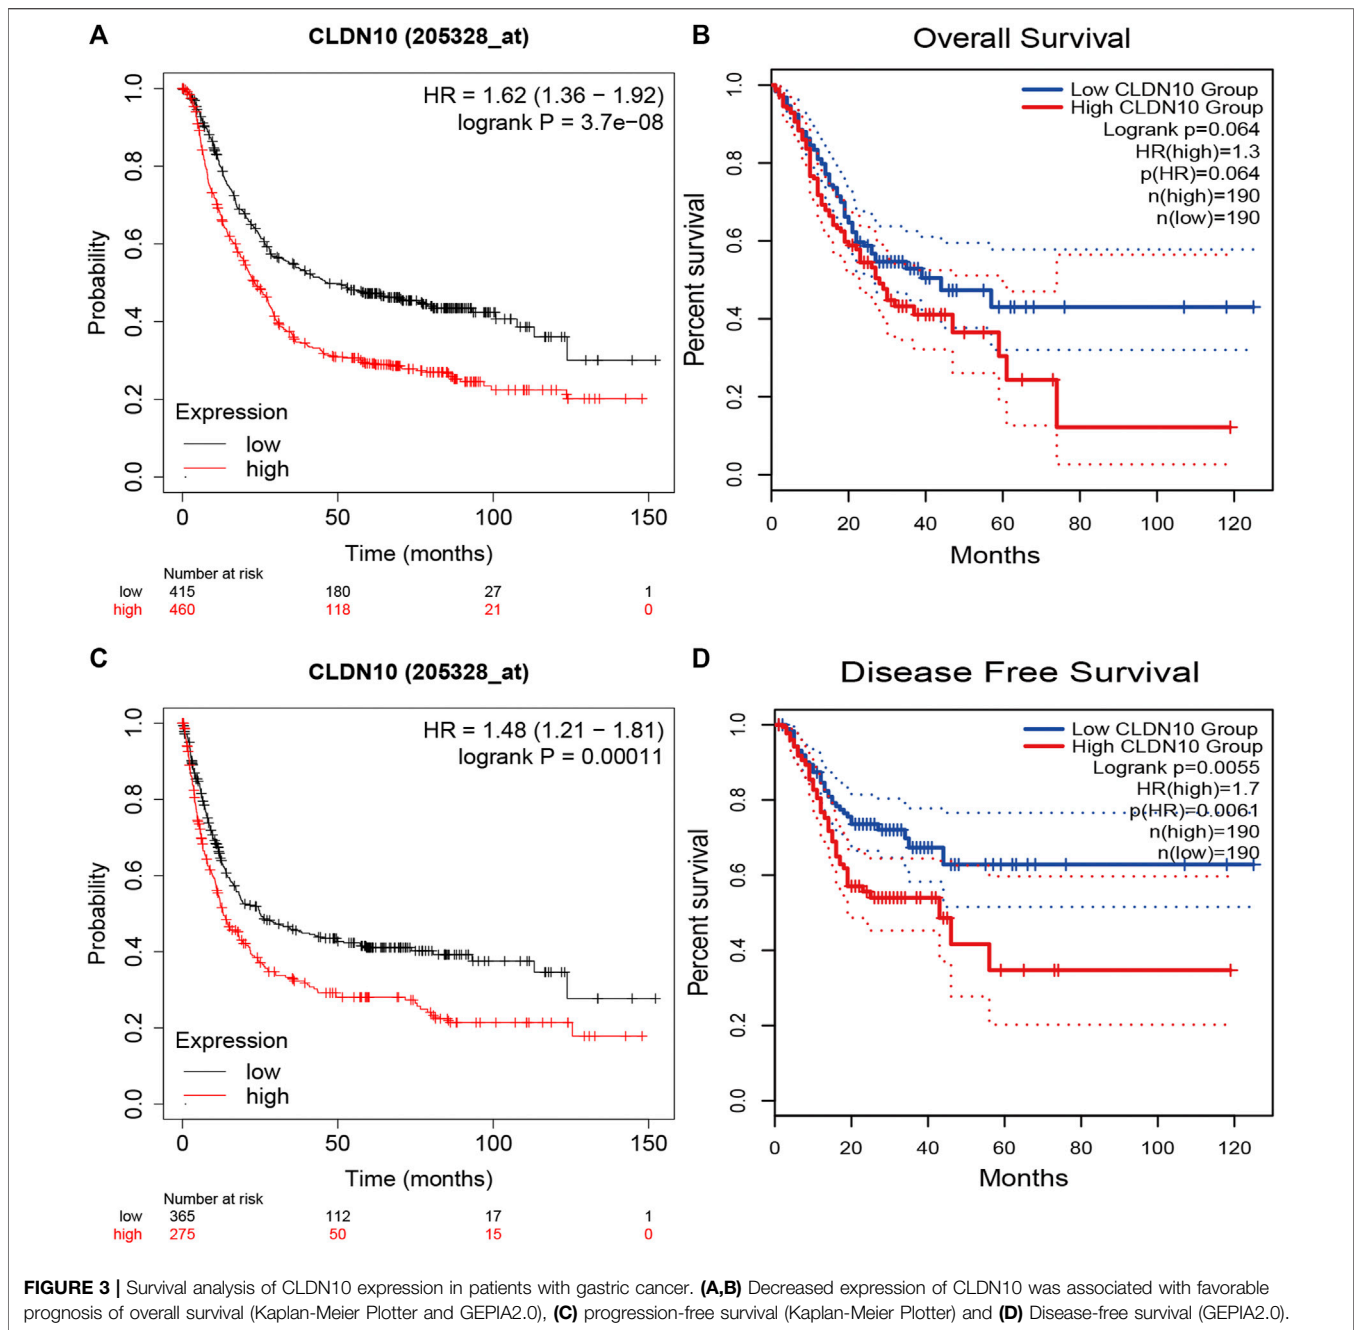 A
CLDN10 (205328_at)
HR = 1.62 (1.36 − 1.92)
logrank P = 3.7e−08
Probability
1.0
0.8
0.6
0.4
0.2
0.0
Expression
low
high
0 50 100 150
Time (months)
Number at risk
low 415 180 27 1
high 460 118 21 0
B
Overall Survival
Low CLDN10 Group
High CLDN10 Group
Logrank p=0.064
HR(high)=1.3
p(HR)=0.064
n(high)=190
n(low)=190
Percent survival
1.0
0.8
0.6
0.4
0.2
0.0
0 20 40 60 80 100 120
Months
C
CLDN10 (205328_at)
HR = 1.48 (1.21 − 1.81)
logrank P = 0.00011
Probability
1.0
0.8
0.6
0.4
0.2
0.0
Expression
low
high
0 50 100 150
Time (months)
Number at risk
low 365 112 17 1
high 275 50 15 0
D
Disease Free Survival
Low CLDN10 Group
High CLDN10 Group
Logrank p=0.0055
HR(high)=1.7
p(HR)=0.0061
n(high)=190
n(low)=190
Percent survival
1.0
0.8
0.6
0.4
0.2
0.0
0 20 40 60 80 100 120
Months
FIGURE 3 | Survival analysis of CLDN10 expression in patients with gastric cancer. (A,B) Decreased expression of CLDN10 was associated with favorable
prognosis of overall survival (Kaplan-Meier Plotter and GEPIA2.0), (C) progression-free survival (Kaplan-Meier Plotter) and (D) Disease-free survival (GEPIA2.0).